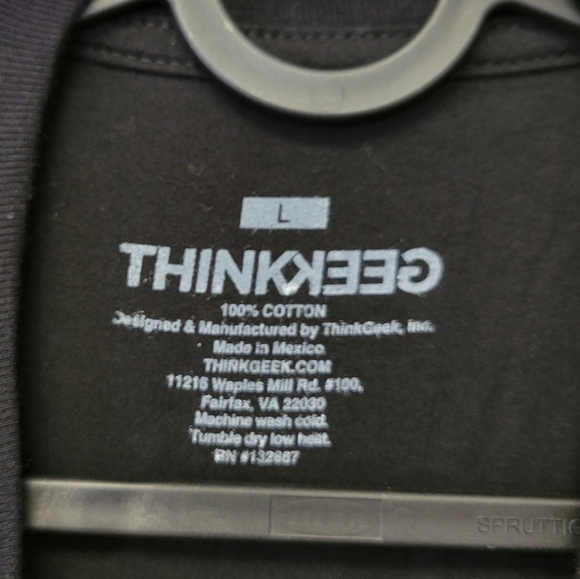 L
THINKGEEK
100% COTTON
Designed & Manufactured by ThinkGeek, Inc.
Made in Mexico
THINKGEEK.COM
11216 Waples Mill Rd. #100,
Fairfax, VA 22030
Machine wash cold.
Tumble dry low heat.
RN #132887
SPRUTTIG